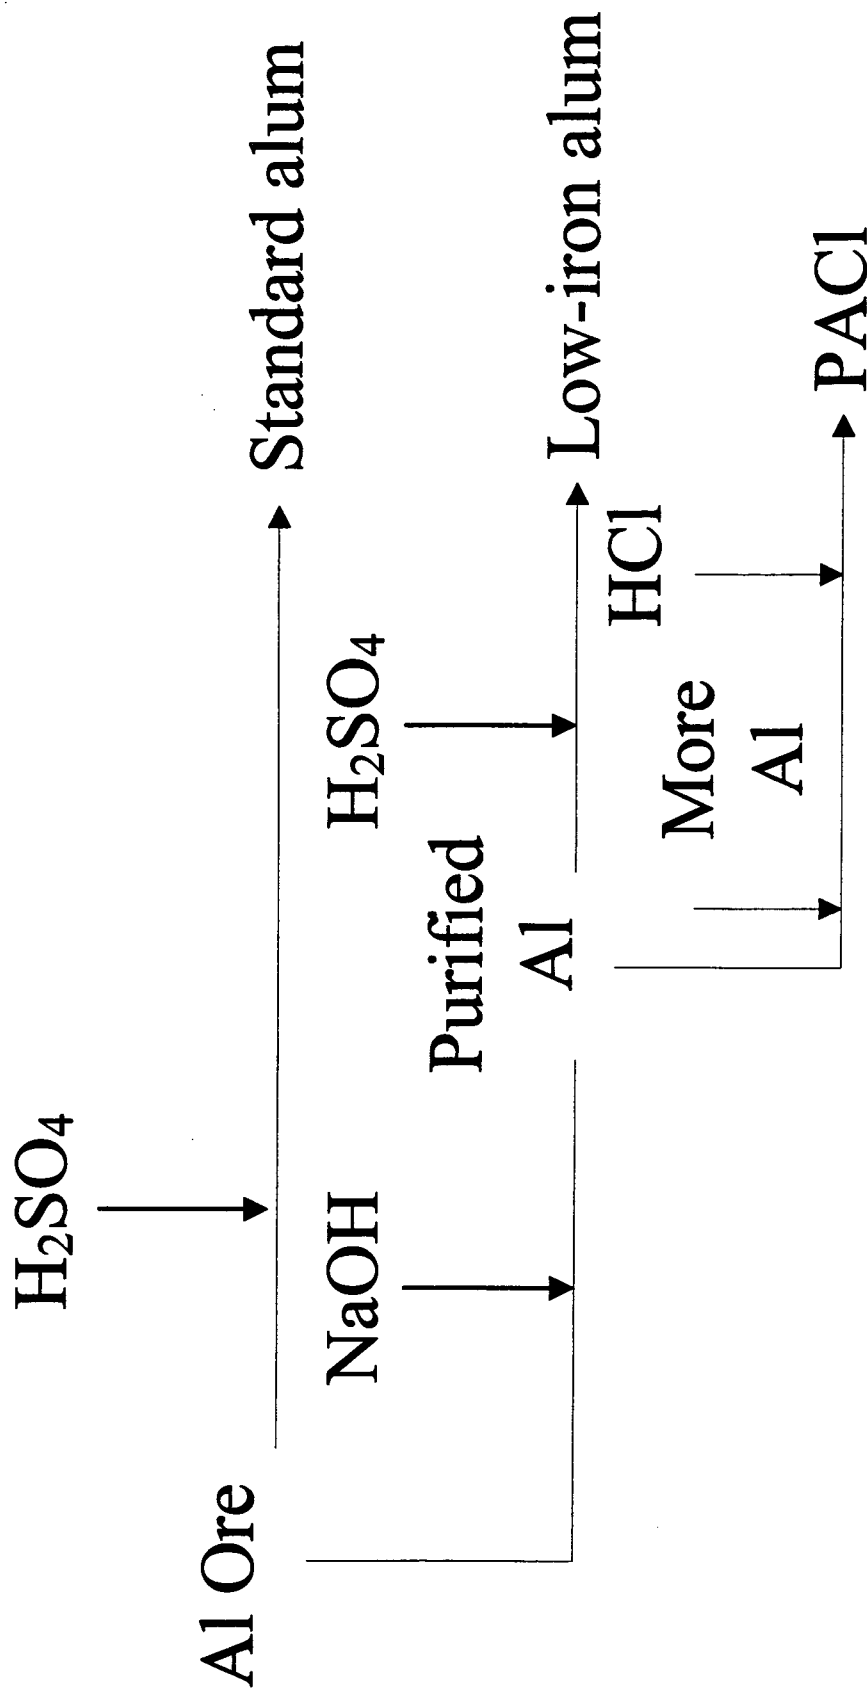 H₂SO₄
Al Ore
Standard alum
NaOH
H₂SO₄
Purified
Al
Low-iron alum
More
Al
HCl
PACl